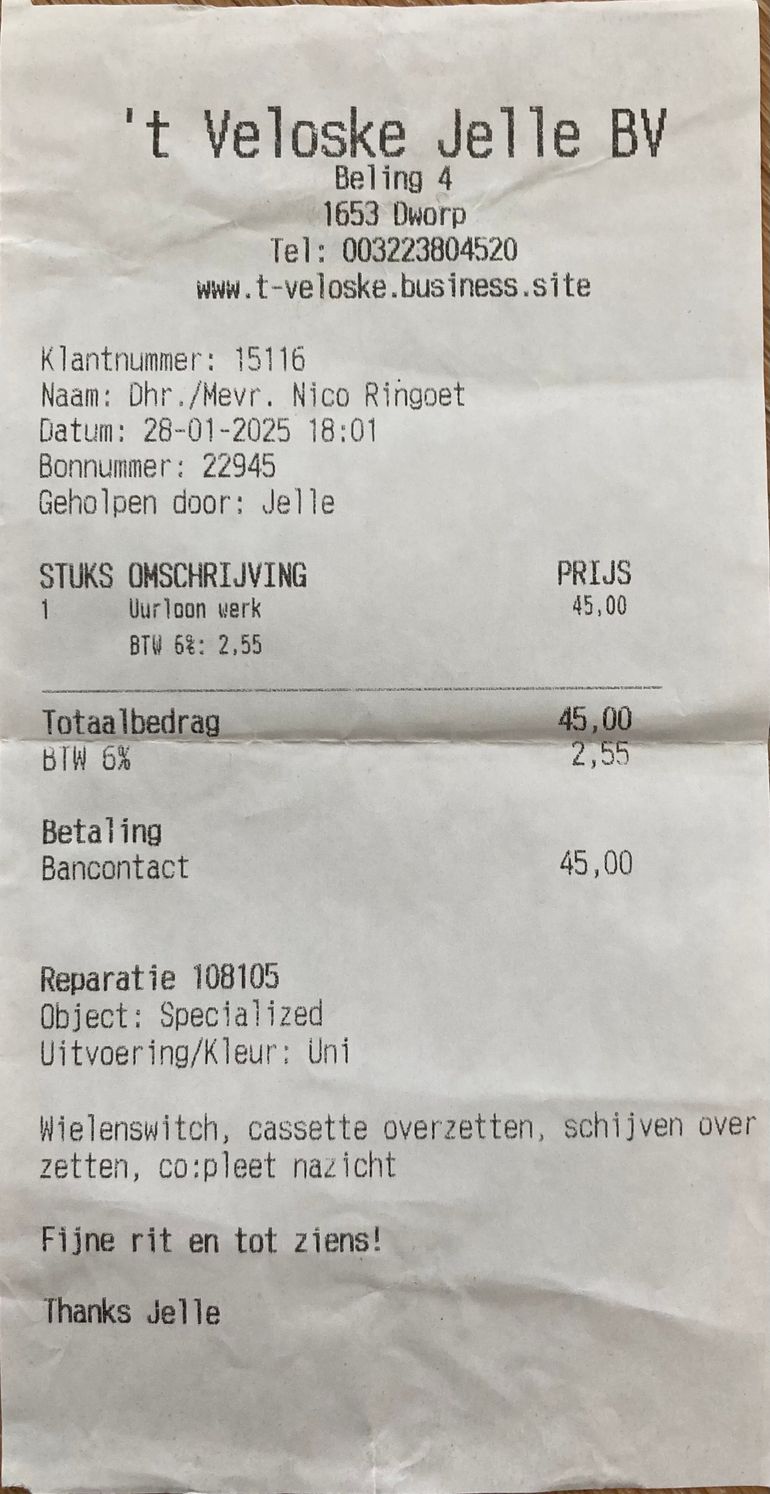 't Veloske Jelle BV
Beling 4
1653 Dworp
Tel: 003223804520
www.t-veloske.business.site
Klantnummer: 15116
Naam: Dhr./Mevr. Nico Ringoet
Datum: 28-01-2025 18:01
Bonnummer: 22945
Geholpen door: Jelle
STUKS OMSCHRIJVING PRIJS
1 Uurloon werk 45,00
BTW 6%: 2,55
Totaalbedrag 45,00
BTW 6% 2,55
Betaling
Bancontact 45,00
Reparatie 108105
Object: Specialized
Uitvoering/Kleur: Uni
Wielenswitch, cassette overzetten, schijven over
zetten, co:pleet nazicht
Fijne rit en tot ziens!
Thanks Jelle